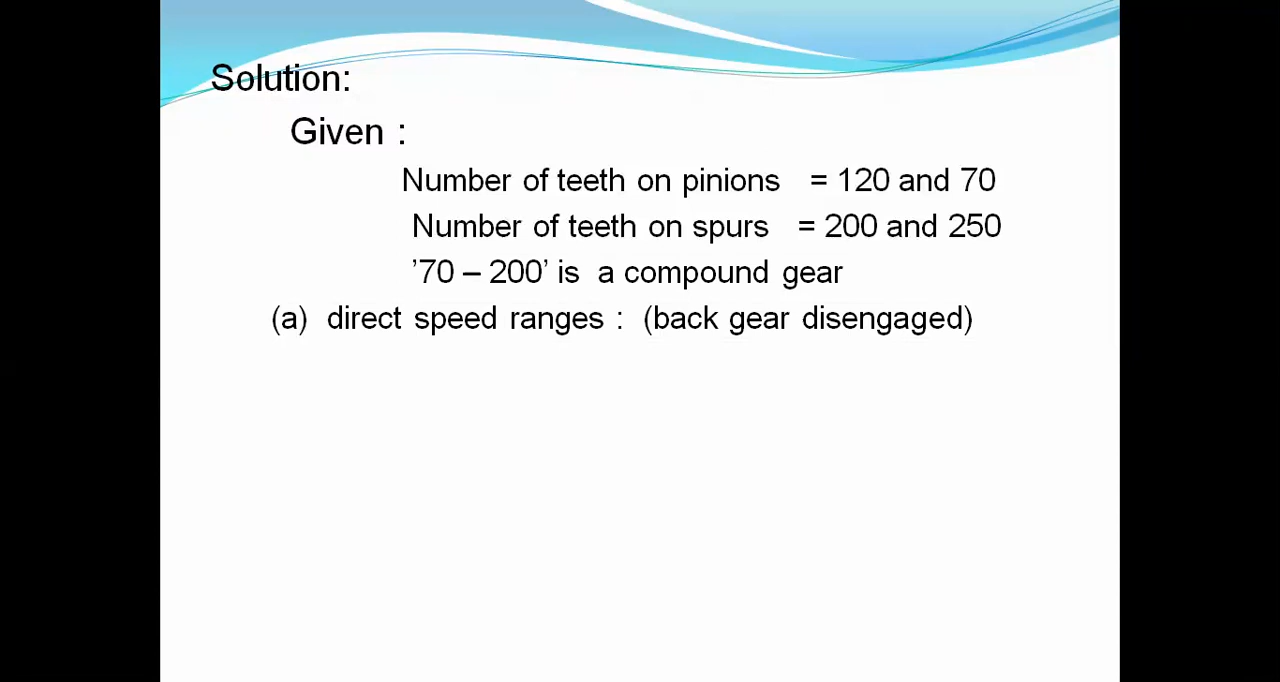 Solution:
Given :
Number of teeth on pinions = 120 and 70
Number of teeth on spurs = 200 and 250
’70 – 200’ is a compound gear
(a) direct speed ranges : (back gear disengaged)